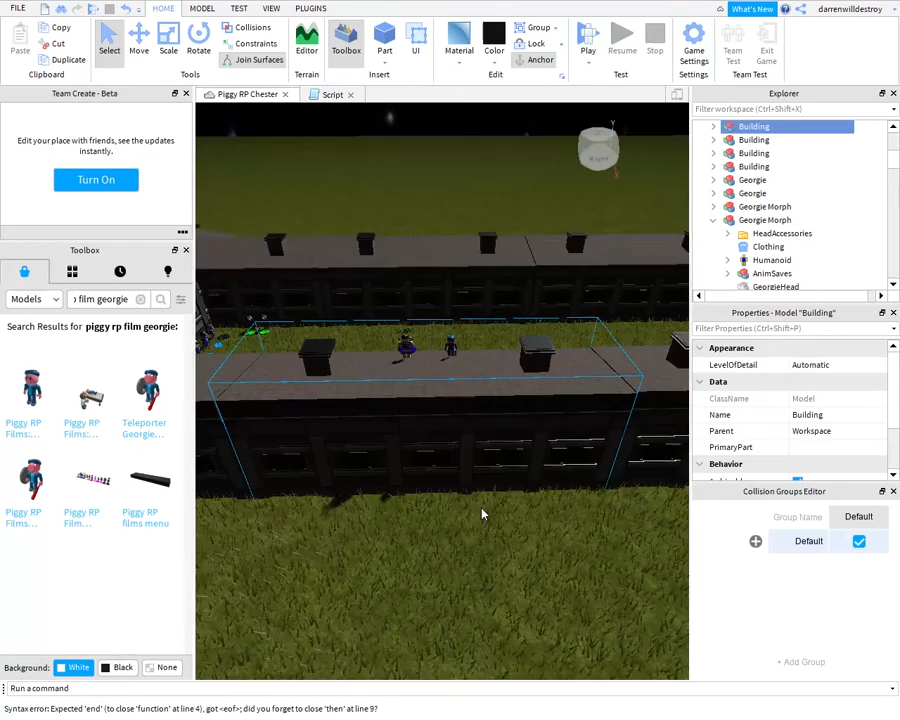 FILE HOME MODEL TEST VIEW PLUGINS What's New darrenwilldestroy
Paste Copy Cut Duplicate Clipboard
Select Move Scale Rotate Collisions Constraints Join Surfaces Tools
Editor Terrain
Toolbox Part UI Insert
Material Color Group Lock Anchor Edit
Play Resume Stop Test
Game Settings Settings
Team Test Exit Game Team Test
Team Create - Beta
Edit your place with friends, see the updates
instantly.
Turn On
Toolbox
Models film georgie
Search Results for piggy rp film georgie:
Piggy RP Films:...
Piggy RP Films:...
Teleporter Georgie...
Piggy RP Films...
Piggy RP Film...
Piggy RP films menu
Background: White Black None
Piggy RP Chester Script
Y
Right
Explorer
Filter workspace (Ctrl+Shift+X)
Building
Building
Building
Building
Georgie
Georgie
Georgie Morph
Georgie Morph
HeadAccessories
Clothing
Humanoid
AnimSaves
GeorgieHead
Properties - Model "Building"
Filter Properties (Ctrl+Shift+P)
Appearance
LevelOfDetail Automatic
Data
ClassName Model
Name Building
Parent Workspace
PrimaryPart
Behavior
Collision Groups Editor
Group Name Default
Default
+ Add Group
Run a command
Syntax error: Expected 'end' (to close 'function' at line 4), got <eof>; did you forget to close 'then' at line 9?